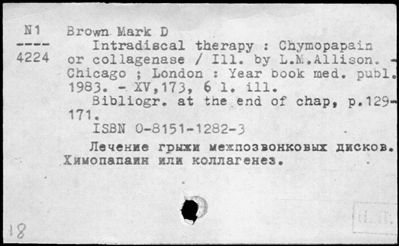 N1
4224
Brown Mark D
Intradiscal therapy : Chymopapain
or collagenase / Ill. by L.M.Allison. -
Chicago ; London : Year book med. publ.
1983. - XV,173, 6 l. ill.
Bibliogr. at the end of chap, p.129-
171.
ISBN 0-8151-1282-3
Лечение грыжи межпозвонковых дисков.
Химопапаин или коллагенез.
18